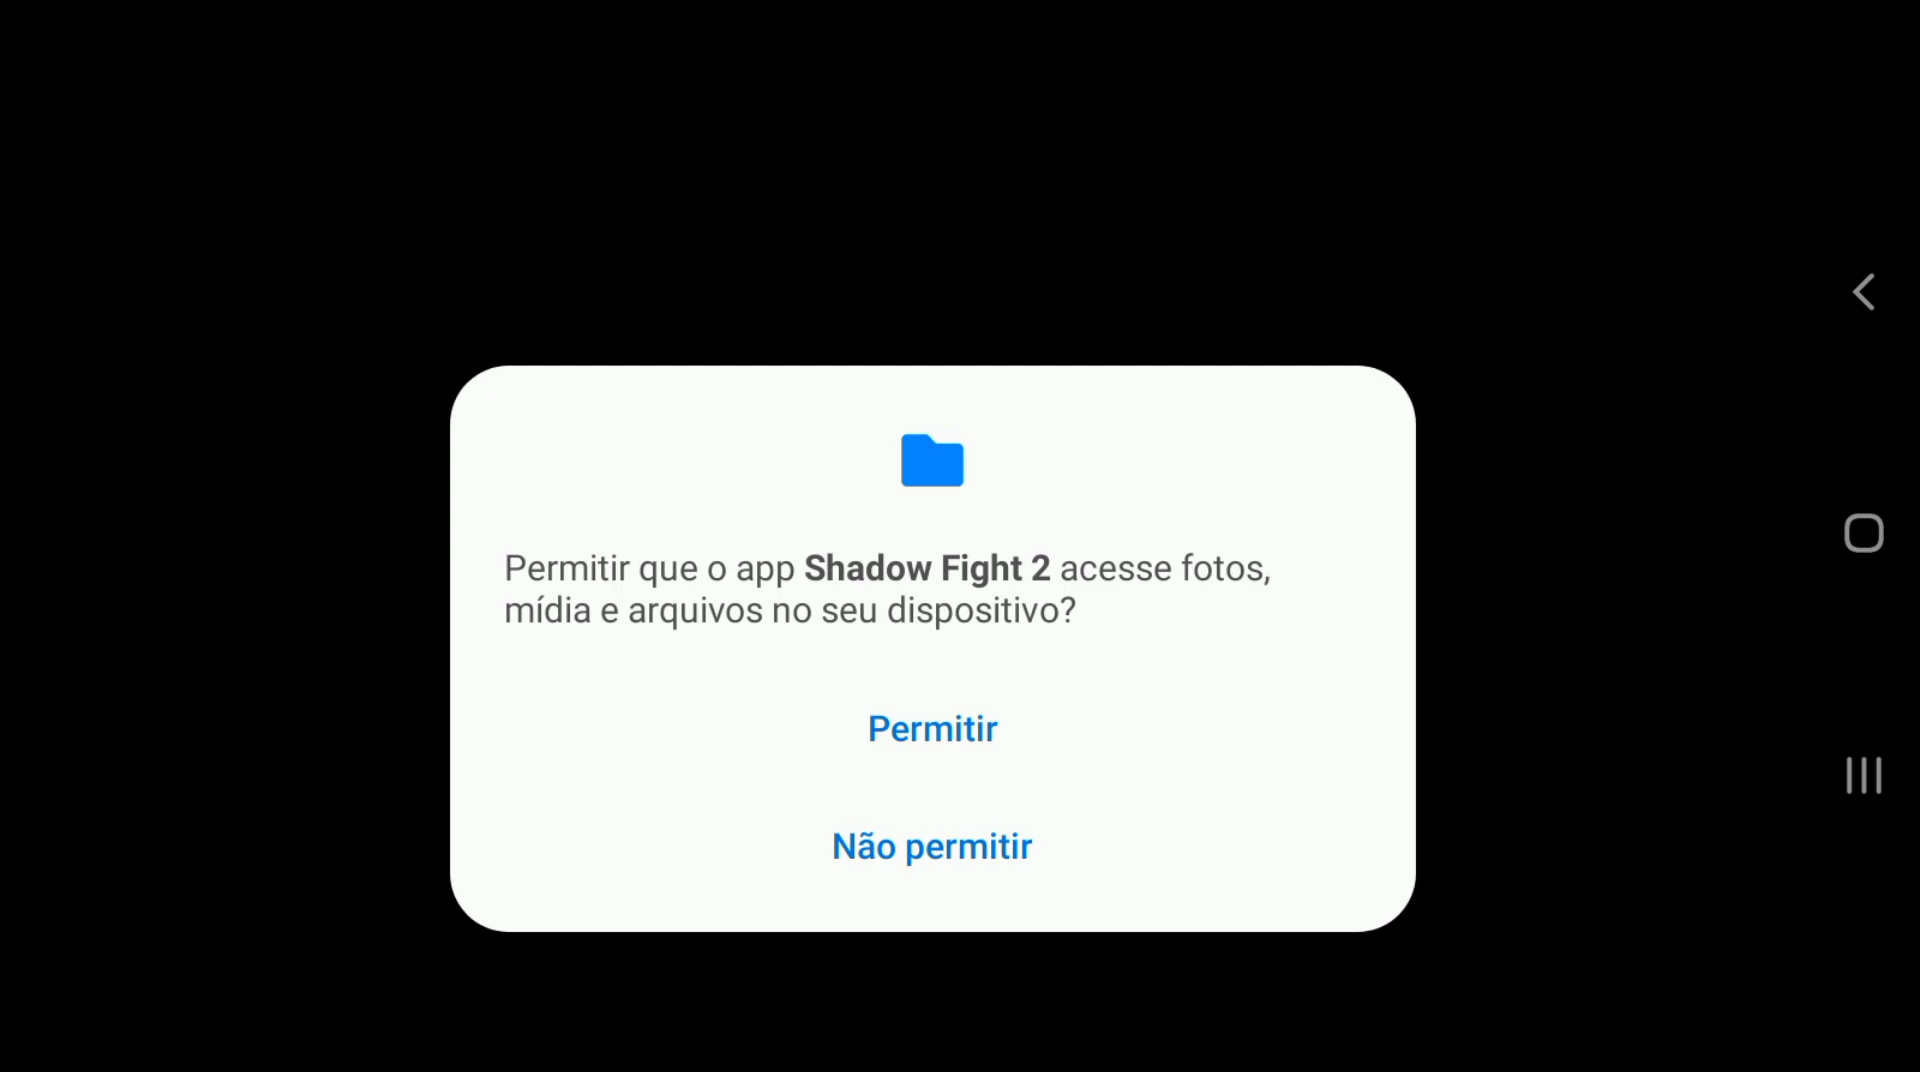 Permitir que o app Shadow Fight 2 acesse fotos,
mídia e arquivos no seu dispositivo?
Permitir
Não permitir